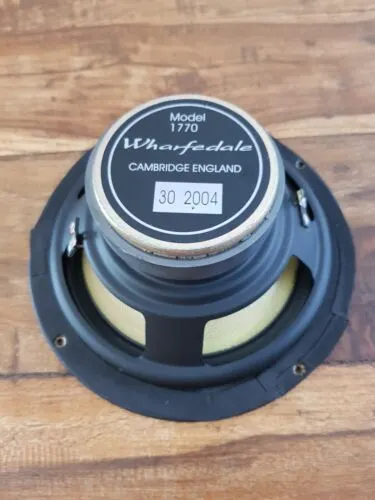 Model
1770
Wharfedale
CAMBRIDGE ENGLAND
30 2004